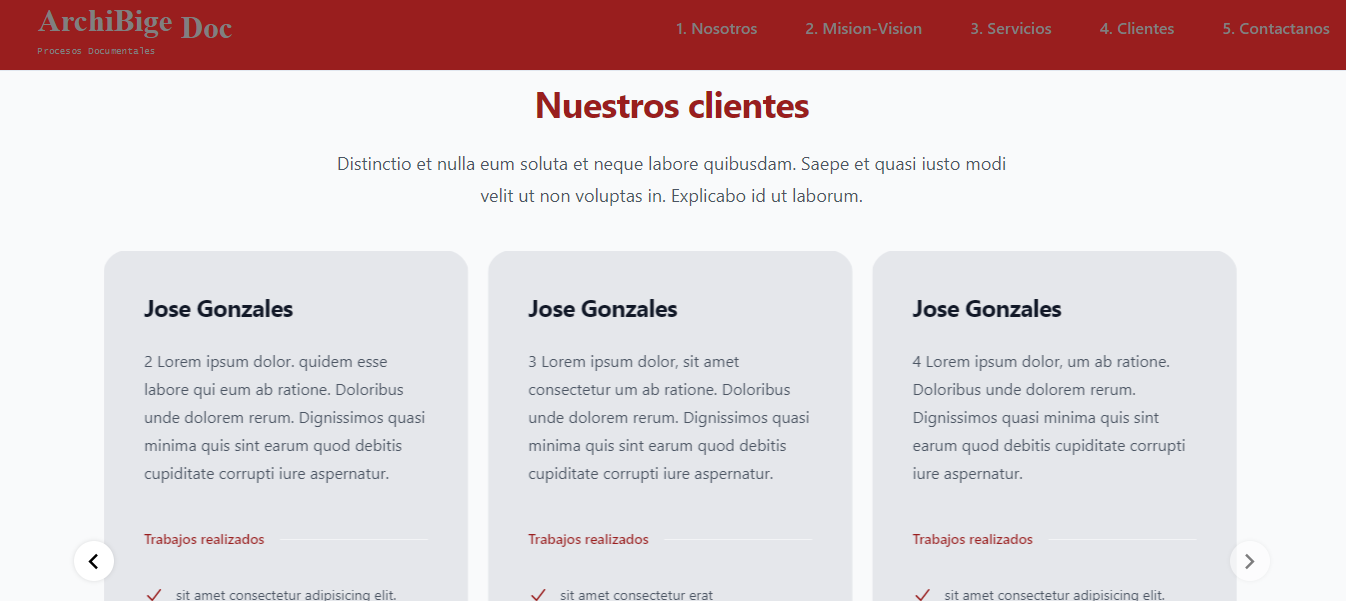 ArchiBige Doc
Procesos Documentales
1. Nosotros
2. Mision-Vision
3. Servicios
4. Clientes
5. Contactanos
Nuestros clientes
Distinctio et nulla eum soluta et neque labore quibusdam. Saepe et quasi iusto modi
velit ut non voluptas in. Explicabo id ut laborum.
Jose Gonzales
2 Lorem ipsum dolor. quidem esse
labore qui eum ab ratione. Doloribus
unde dolorem rerum. Dignissimos quasi
minima quis sint earum quod debitis
cupiditate corrupti iure aspernatur.
Trabajos realizados
sit amet consectetur adipisicing elit.
Jose Gonzales
3 Lorem ipsum dolor, sit amet
consectetur um ab ratione. Doloribus
unde dolorem rerum. Dignissimos quasi
minima quis sint earum quod debitis
cupiditate corrupti iure aspernatur.
Trabajos realizados
sit amet consectetur erat
Jose Gonzales
4 Lorem ipsum dolor, um ab ratione.
Doloribus unde dolorem rerum.
Dignissimos quasi minima quis sint
earum quod debitis cupiditate corrupti
iure aspernatur.
Trabajos realizados
sit amet consectetur adipisicing elit.